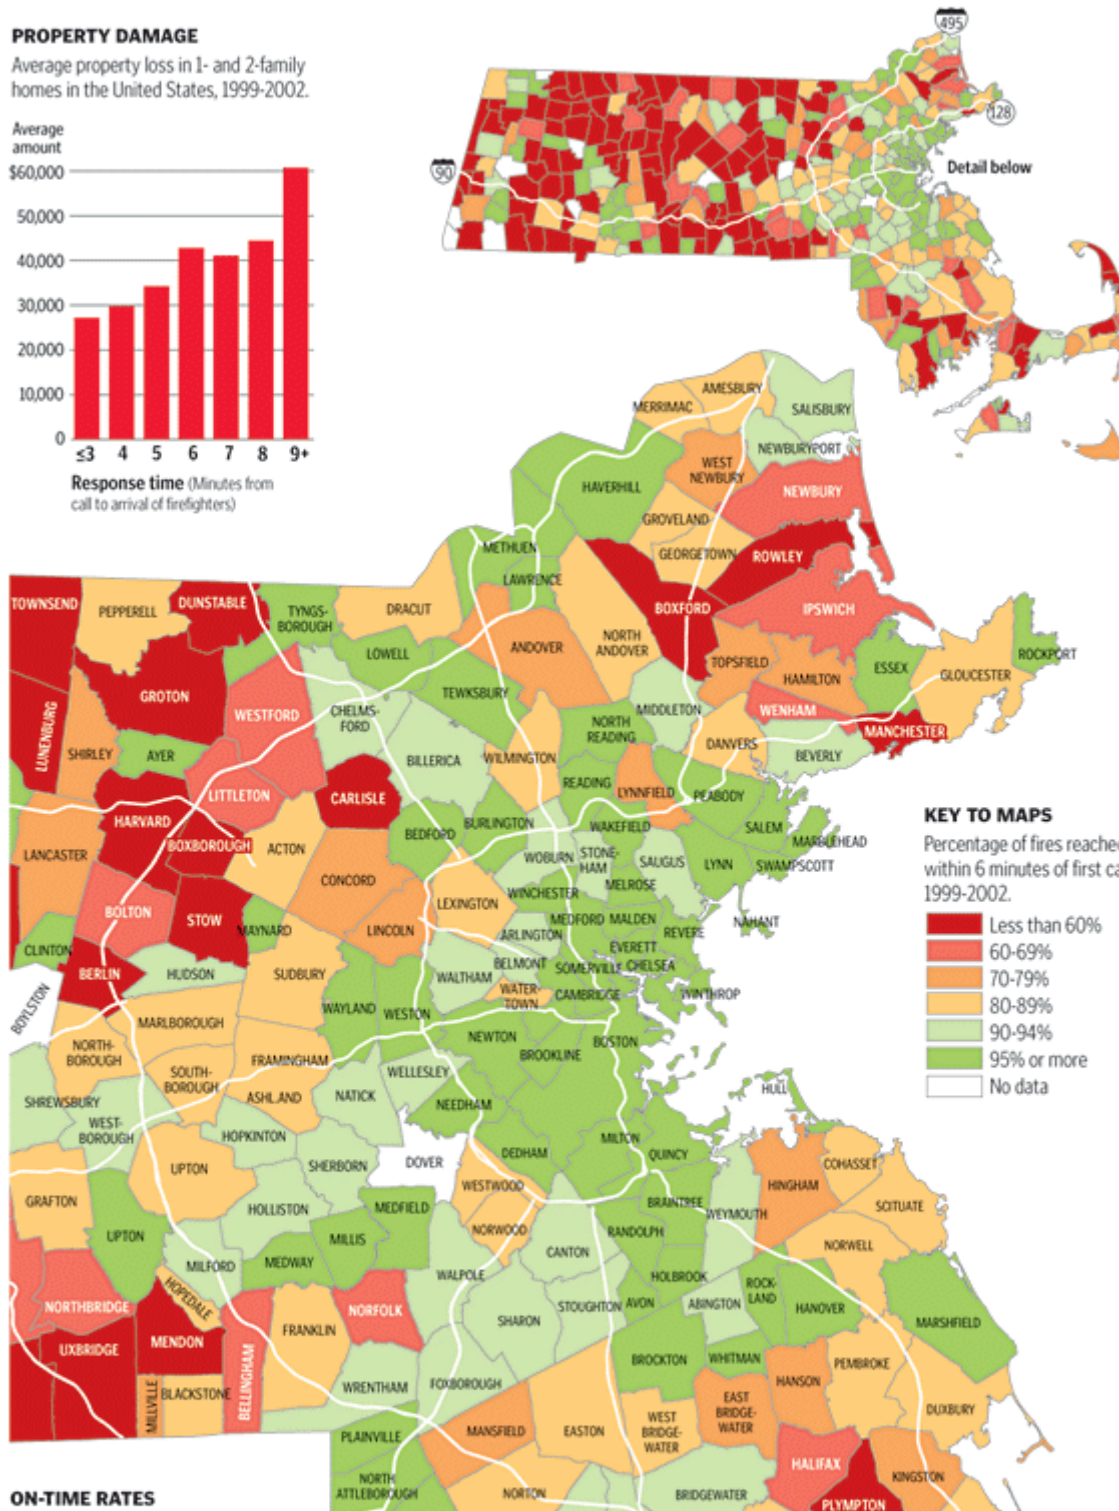 PROPERTY DAMAGE
Average property loss in 1- and 2-family
homes in the United States, 1999-2002.
Average
amount
$60,000
50,000
40,000
30,000
20,000
10,000
0
≤3 4 5 6 7 8 9+
Response time (Minutes from
call to arrival of firefighters)
495
128
90
Detail below
AMESBURY
MERRIMAC
SALISBURY
NEWBURYPORT
WEST
NEWBURY
HAVERHILL
NEWBURY
GROVELAND
METHUEN
GEORGETOWN
ROWLEY
LAWRENCE
TOWNSEND
PEPPERELL
DUNSTABLE
TYNGS-
BOROUGH
DRACUT
BOXFORD
IPSWICH
ANDOVER
NORTH
ANDOVER
LOWELL
TOPSFIELD
HAMILTON
ESSEX
GLOUCESTER
ROCKPORT
GROTON
TEWKSBURY
LUNENBURG
WESTFORD
CHELMS-
FORD
MIDDLETON
WENHAM
NORTH
READING
MANCHESTER
SHIRLEY
AYER
BILLERICA
WILMINGTON
DANVERS
BEVERLY
READING
LYNNFIELD
PEABODY
LITTLETON
CARLISLE
HARVARD
BURLINGTON
WAKEFIELD
SALEM
MARBLEHEAD
BEDFORD
BOXBOROUGH
ACTON
LANCASTER
WOBURN
STONE-
HAM
SAUGUS
LYNN
SWAMPSCOTT
CONCORD
WINCHESTER
MELROSE
LEXINGTON
BOLTON
STOW
MAYNARD
LINCOLN
MEDFORD
MALDEN
NAHANT
ARLINGTON
REVERE
CLINTON
EVERETT
BERLIN
HUDSON
SUDBURY
WALTHAM
BELMONT
SOMERVILLE
CHELSEA
WATER-
TOWN
CAMBRIDGE
WINTHROP
BOYLSTON
MARLBOROUGH
WAYLAND
WESTON
NORTH-
BOROUGH
NEWTON
BROOKLINE
BOSTON
FRAMINGHAM
SOUTH-
BOROUGH
WELLESLEY
ASHLAND
NATICK
HULL
SHREWSBURY
NEEDHAM
WEST-
BOROUGH
HOPKINTON
DEDHAM
MILTON
QUINCY
UPTON
SHERBORN
DOVER
COHASSET
WESTWOOD
HINGHAM
GRAFTON
BRAINTREE
WEYMOUTH
SCITUATE
HOLLISTON
MEDFIELD
NORWOOD
RANDOLPH
UPTON
MILLIS
CANTON
NORWELL
MILFORD
MEDWAY
WALPOLE
HOLBROOK
HOPEDALE
ROCK-
LAND
NORTHBRIDGE
NORFOLK
SHARON
STOUGHTON
AVON
ABINGTON
HANOVER
MARSHFIELD
FRANKLIN
UXBRIDGE
MENDON
BROCKTON
WHITMAN
PEMBROKE
BELLINGHAM
WRENTHAM
FOXBOROUGH
HANSON
MILLVILLE
BLACKSTONE
EAST
BRIDGE-
WATER
DUXBURY
MANSFIELD
EASTON
WEST
BRIDGE-
WATER
PLAINVILLE
HALIFAX
KINGSTON
NORTH
ATTLEBOROUGH
NORTON
BRIDGEWATER
PLYMPTON
KEY TO MAPS
Percentage of fires reached
within 6 minutes of first ca
1999-2002.
Less than 60%
60-69%
70-79%
80-89%
90-94%
95% or more
No data
ON-TIME RATES